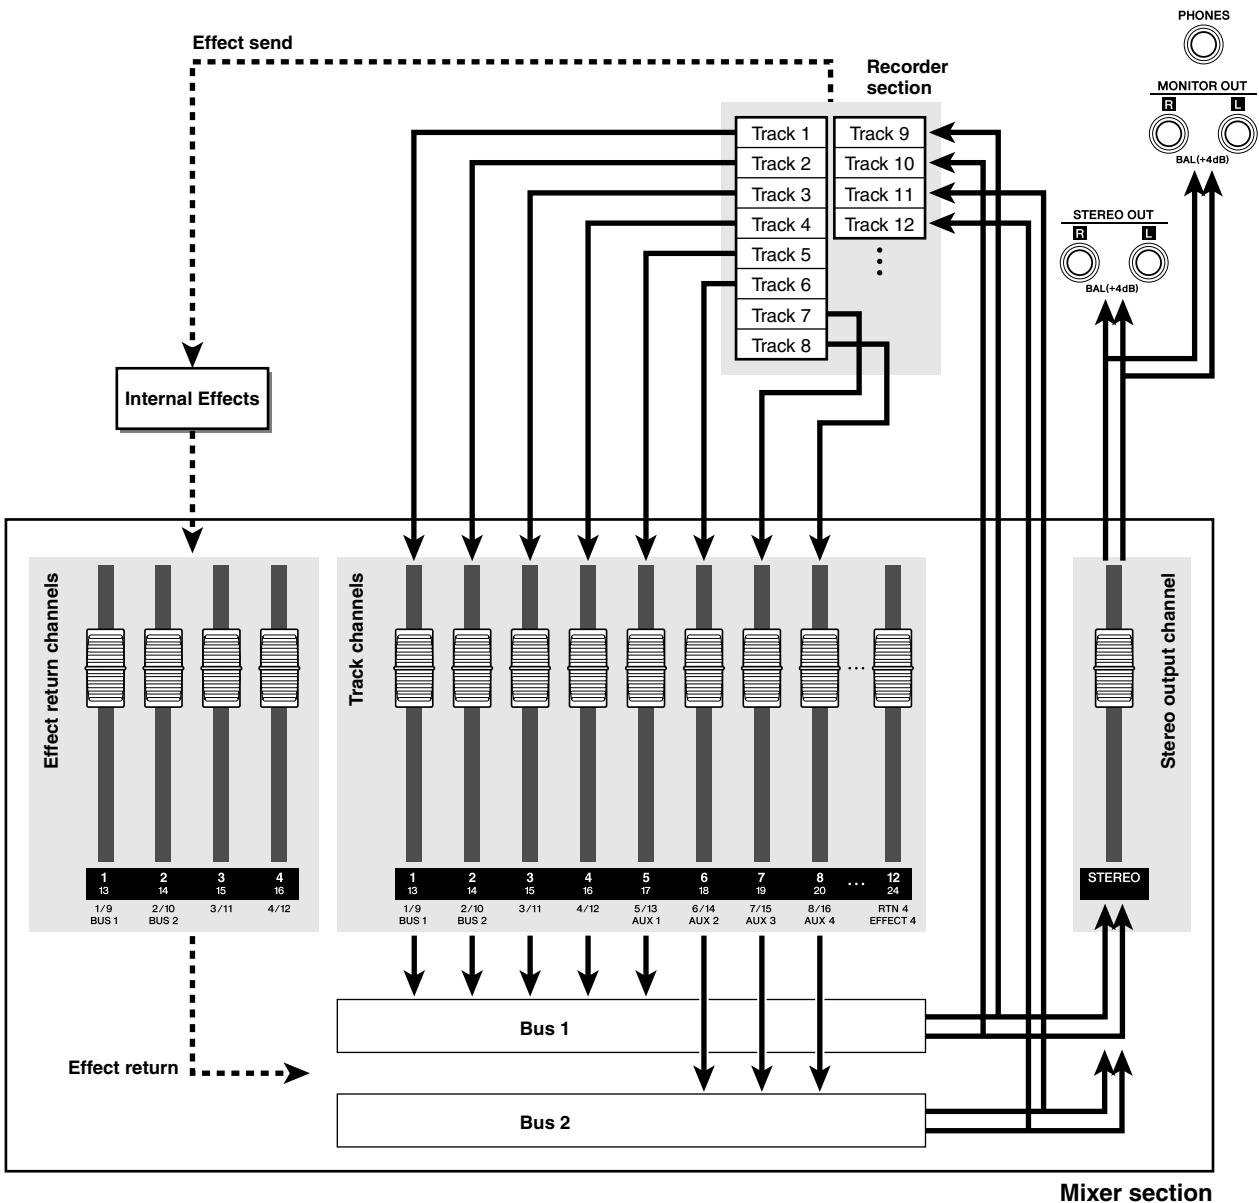 PHONES
Effect send
Recorder
section
MONITOR OUT
R L
BAL(+4dB)
Track 1 Track 9
Track 2 Track 10
Track 3 Track 11
Track 4 Track 12
Track 5
Track 6
Track 7
Track 8
STEREO OUT
R L
BAL(+4dB)
Internal Effects
Effect return channels
Track channels
Stereo output channel
1 2 3 4
13 14 15 16
1/9 2/10 3/11 4/12
BUS 1 BUS 2
1 2 3 4 5 6 7 8 ... 12
13 14 15 16 17 18 19 20 24
1/9 2/10 3/11 4/12 5/13 6/14 7/15 8/16 RTN 4
BUS 1 BUS 2 AUX 1 AUX 2 AUX 3 AUX 4 EFFECT 4
STEREO
Bus 1
Effect return
Bus 2
Mixer section